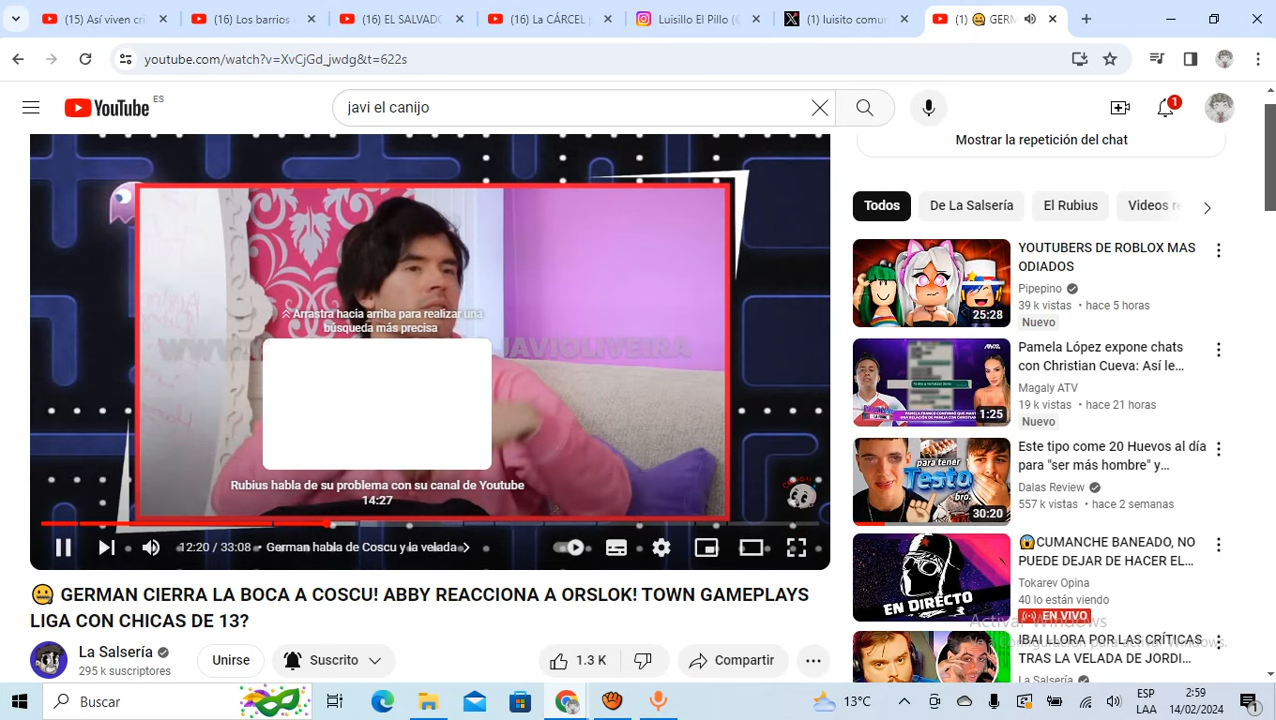 (15) Así viven cri
(16) Los barrios
(16) EL SALVADO
(16) La CÁRCEL p
Luisillo El Pillo (@
(1) luisito comu
(1) 🤐 GERM
youtube.com/watch?v=XvCjGd_jwdg&t=622s
YouTube ES
javi el canijo
1
Mostrar la repetición del chat
Todos
De La Salsería
El Rubius
Videos re
Arrastra hacia arriba para realizar una
búsqueda más precisa
Rubius habla de su problema con su canal de Youtube
14:27
12:20 / 33:08 • German habla de Coscu y la velada
🤐 GERMAN CIERRA LA BOCA A COSCU! ABBY REACCIONA A ORSLOK! TOWN GAMEPLAYS
LIGA CON CHICAS DE 13?
La Salsería
295 k suscriptores
Unirse
Suscrito
1.3 K
Compartir
YOUTUBERS DE ROBLOX MAS
ODIADOS
Pipepino
39 k vistas • hace 5 horas
Nuevo
25:28
Pamela López expone chats
con Christian Cueva: Así le…
Magaly ATV
19 k vistas • hace 21 horas
Nuevo
1:25
Este tipo come 20 Huevos al día
para "ser más hombre" y…
Dalas Review
557 k vistas • hace 2 semanas
para tener
Testo
bro.
30:20
😱CUMANCHE BANEADO, NO
PUEDE DEJAR DE HACER EL…
Tokarev Opina
40 lo están viendo
EN VIVO
EN DIRECTO
IBAI LLORA POR LAS CRÍTICAS
TRAS LA VELADA DE JORDI…
La Salsería
Activar Windows
Buscar
13°C
ESP
LAA
2:59
14/02/2024
1